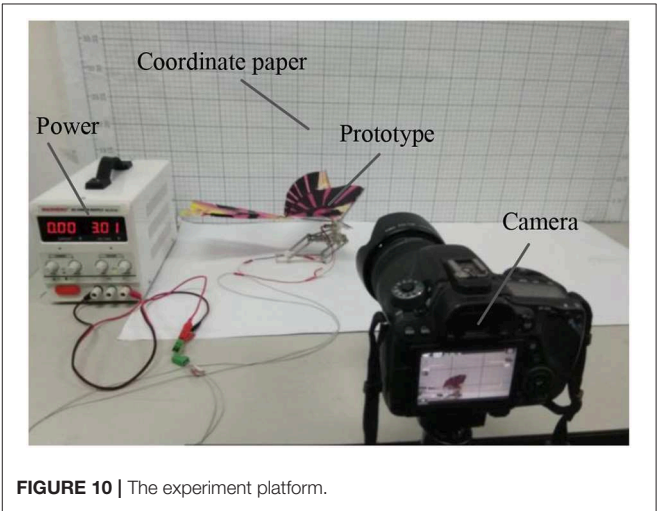 Coordinate paper
Power
Prototype
Camera
0.00 3.01
FIGURE 10 | The experiment platform.